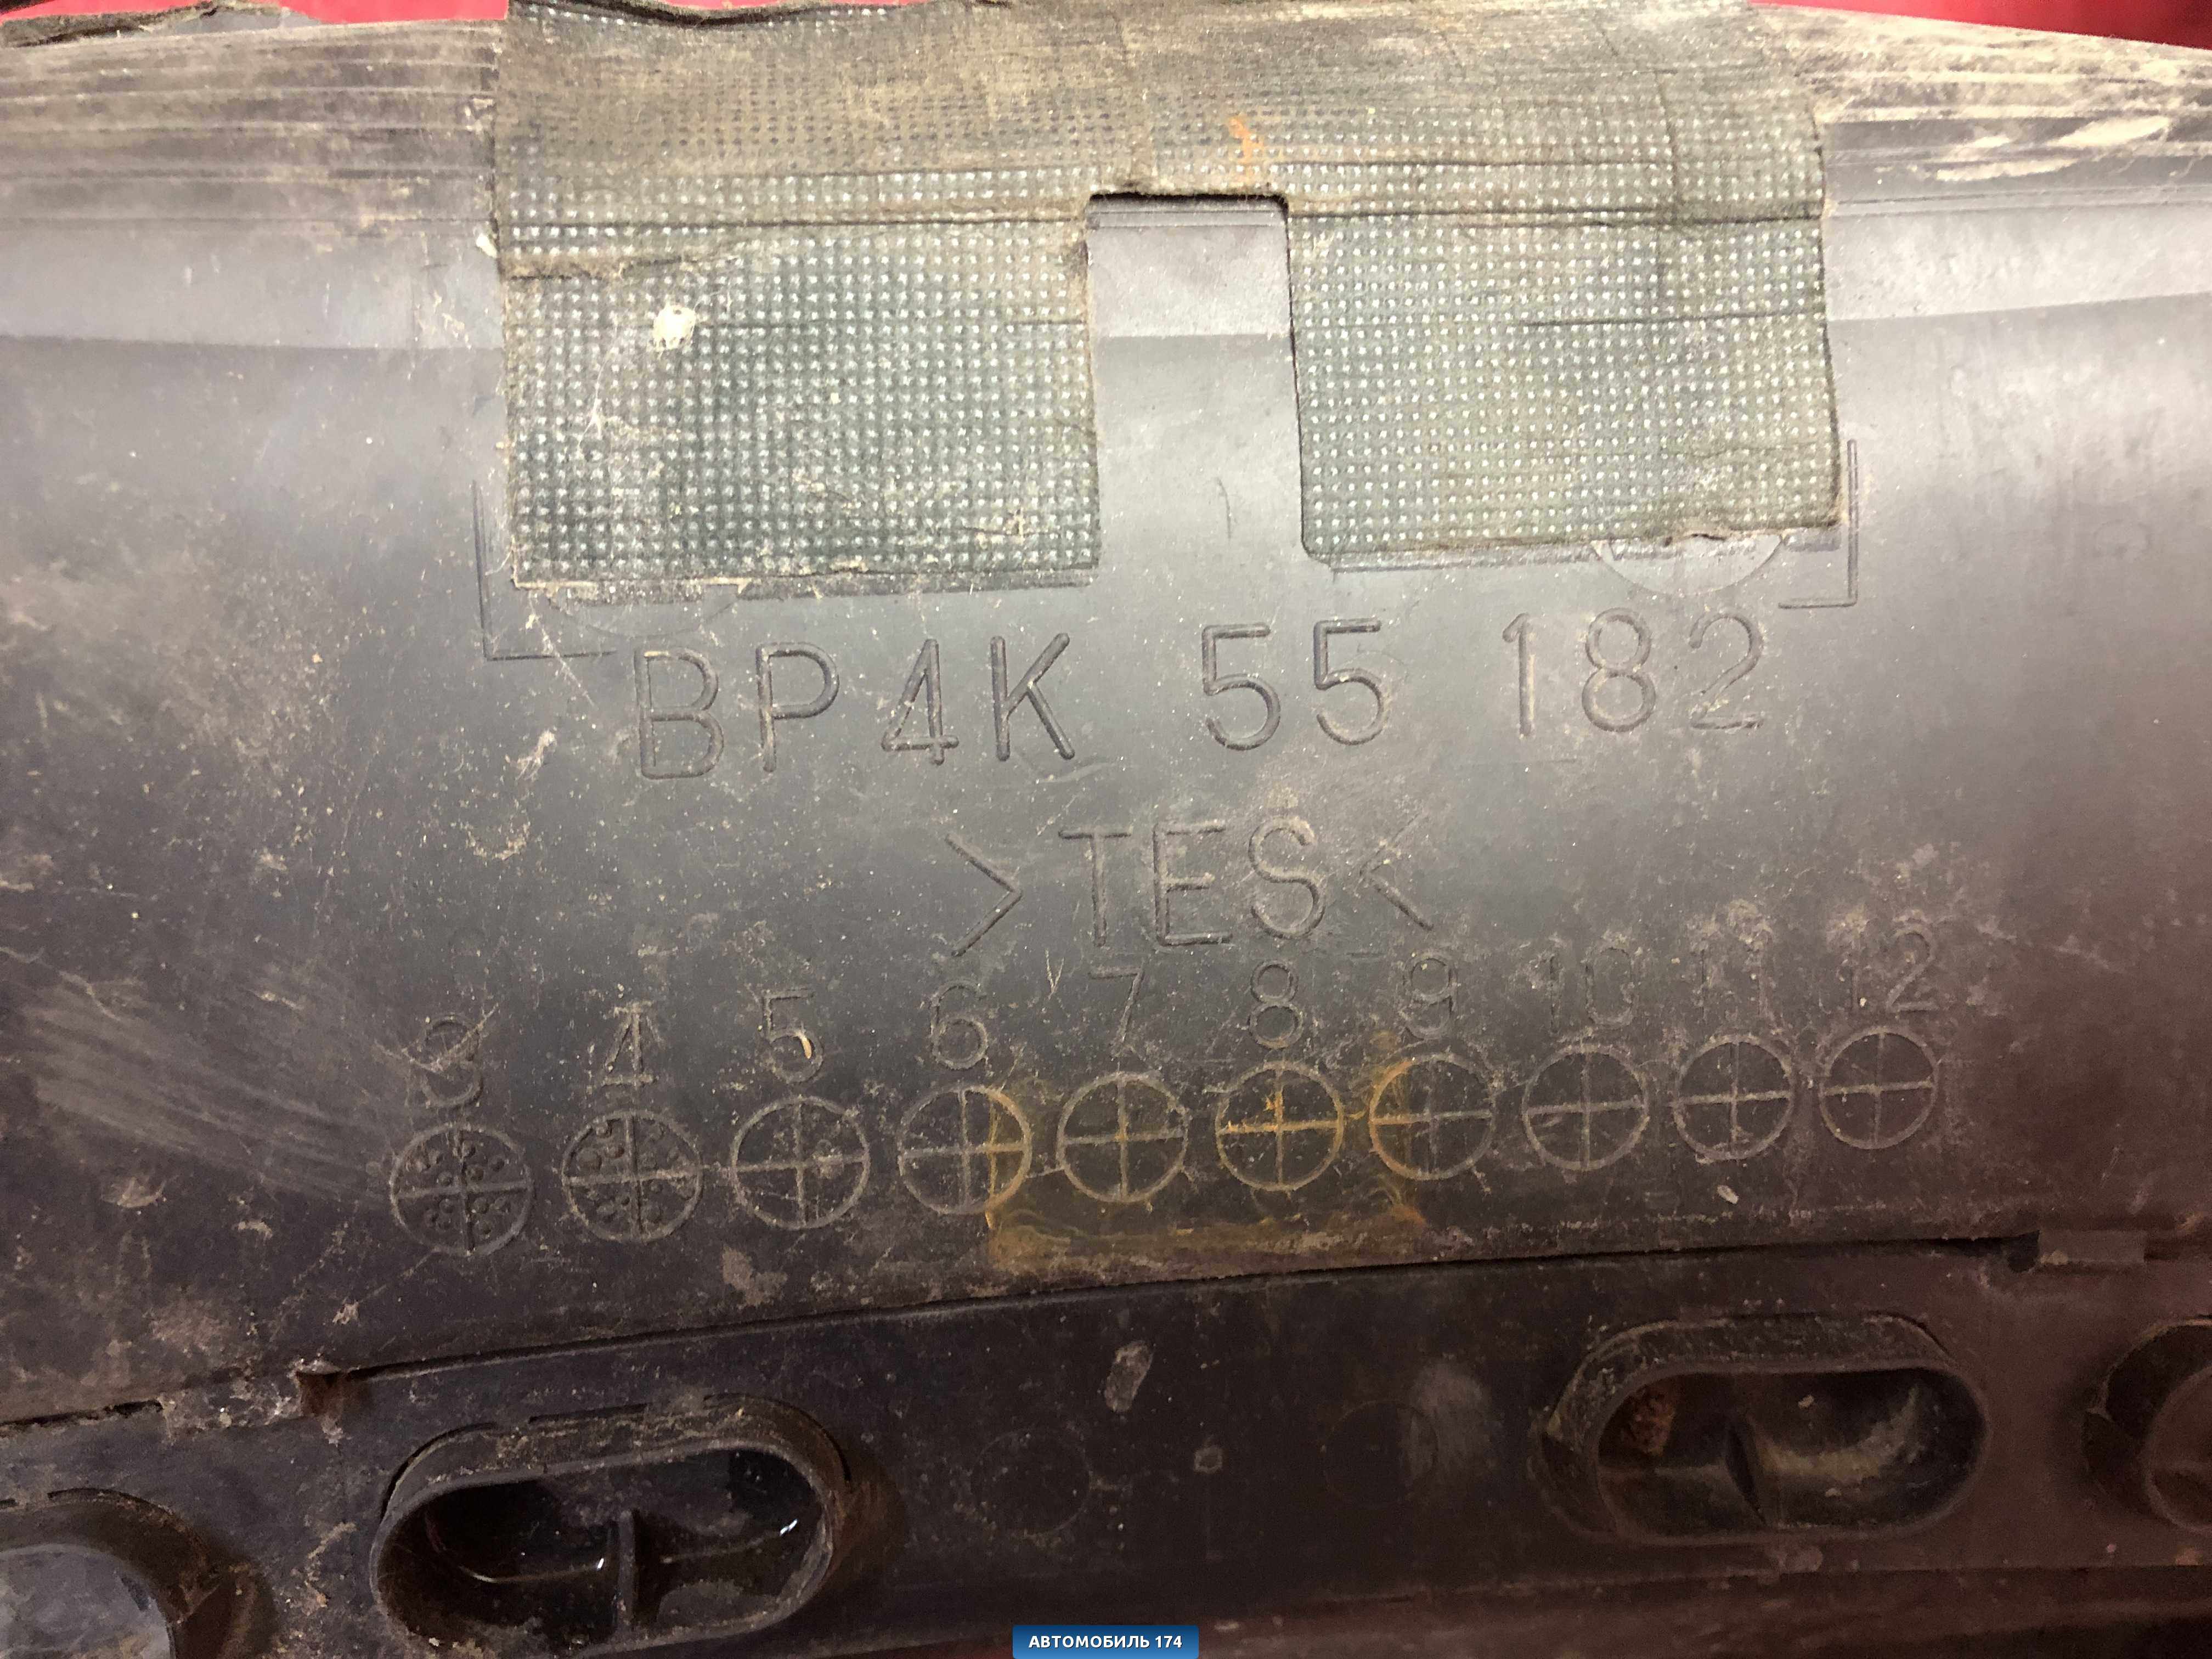 BP4K 55 182
>TES<
3 4 5 6 7 8 9 10 11 12
АВТОМОБИЛЬ 174